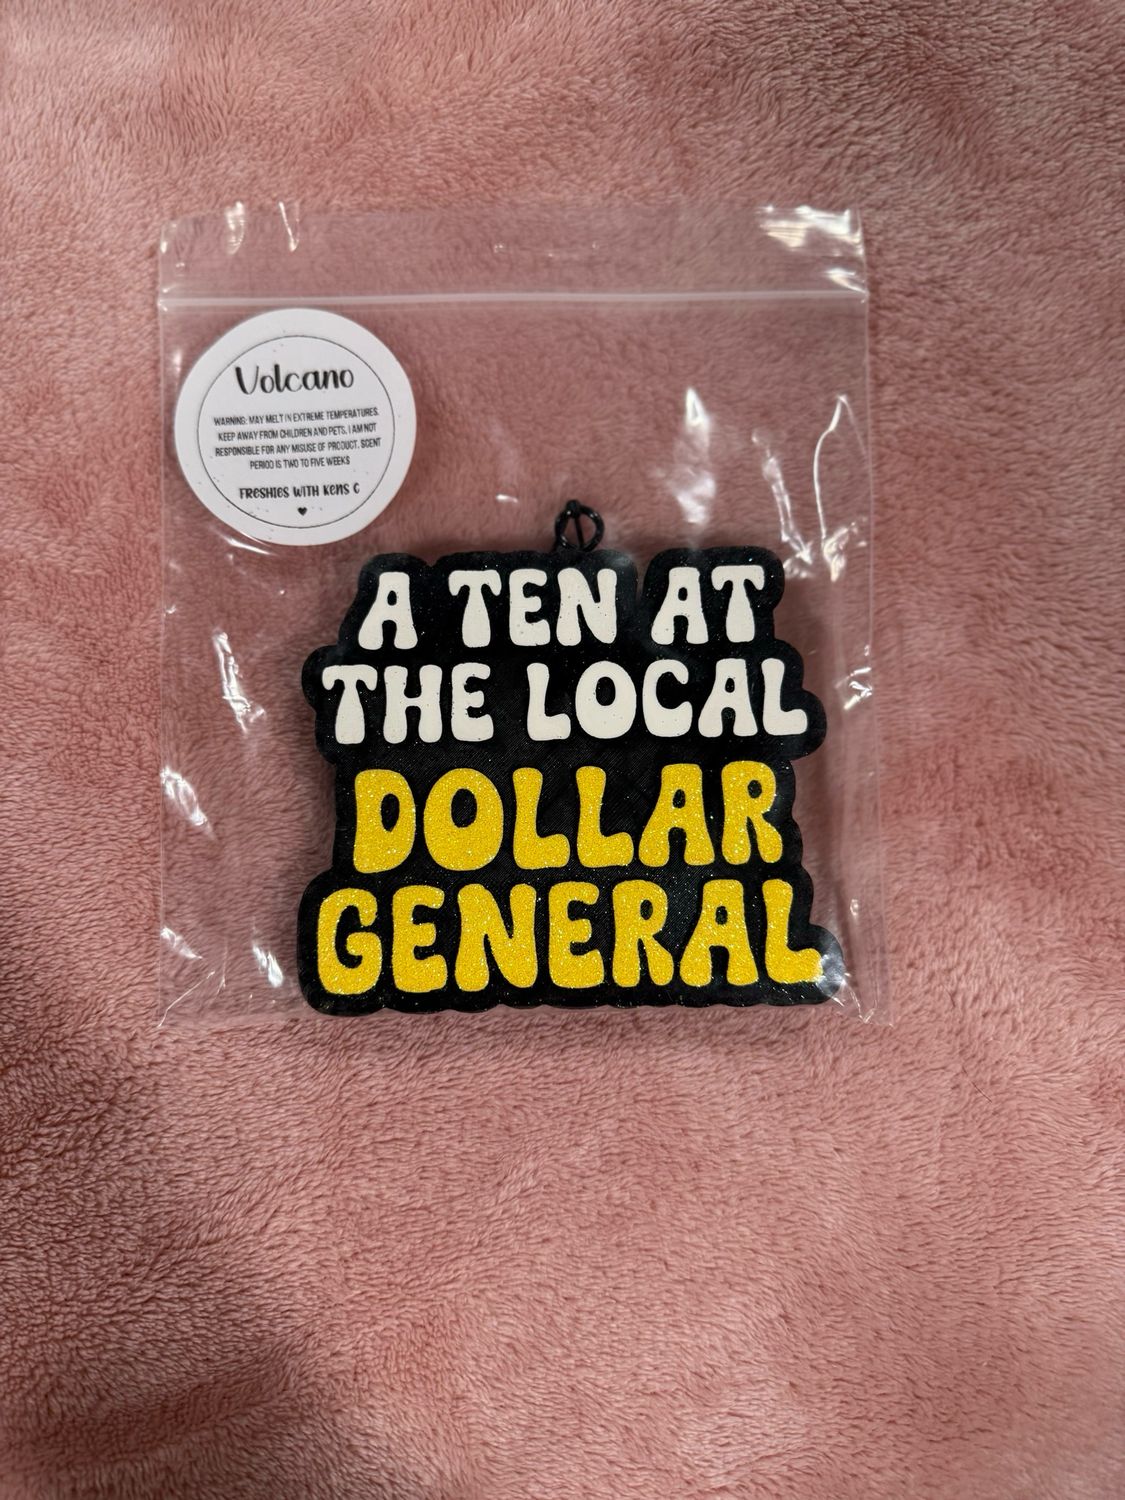 Volcano
WARNING: MAY MELT IN EXTREME TEMPERATURES.
KEEP AWAY FROM CHILDREN AND PETS. I AM NOT
RESPONSIBLE FOR ANY MISUSE OF PRODUCT. SCENT
PERIOD IS TWO TO FIVE WEEKS
FRESHIES WITH KENS C
A TEN AT
THE LOCAL
DOLLAR
GENERAL